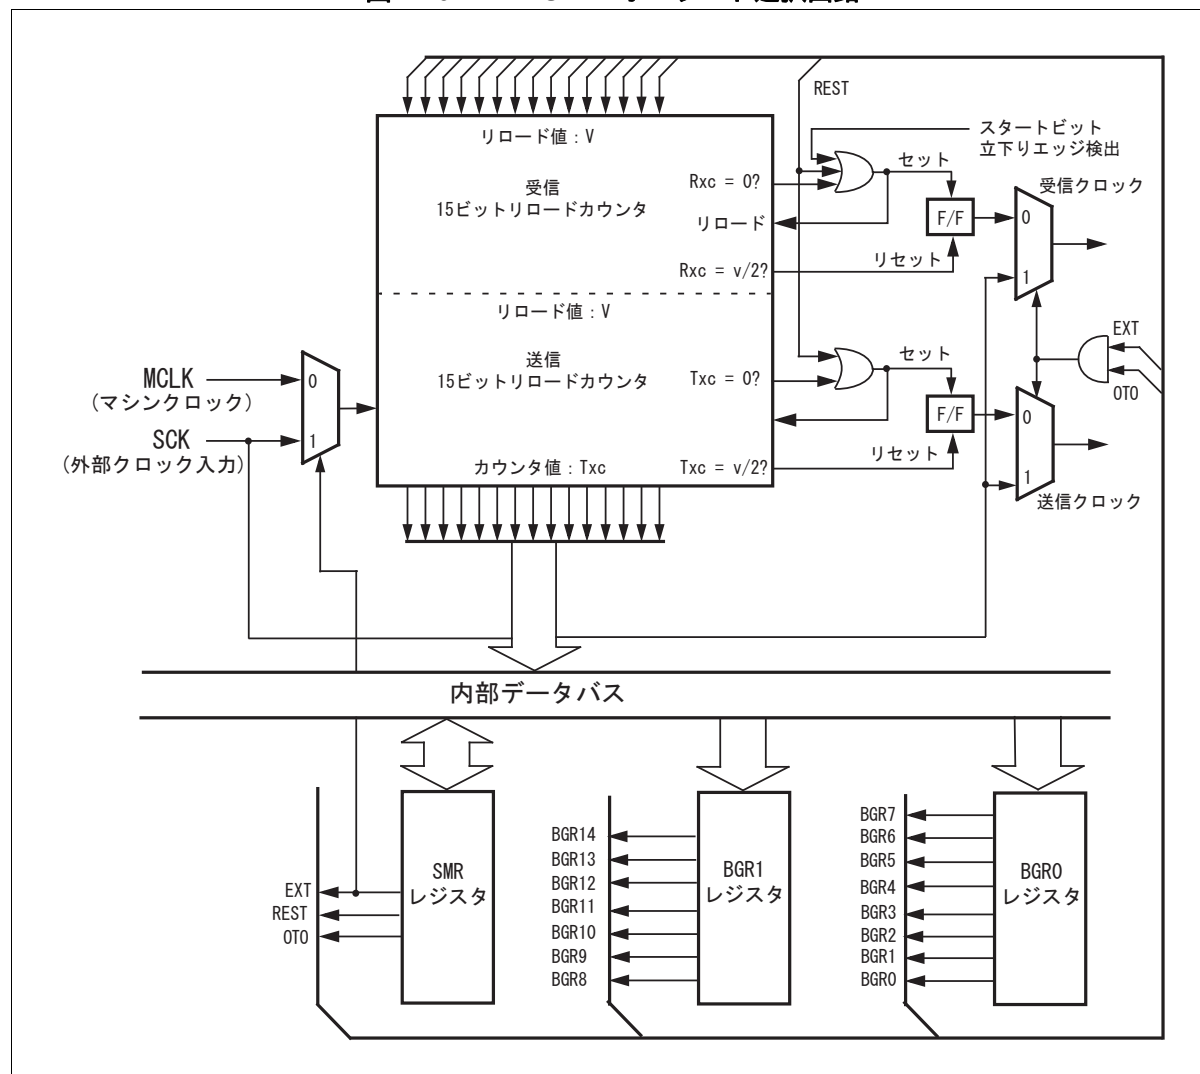 REST
スタートビット
立下りエッジ検出
リロード値：V
受信
15ビットリロードカウンタ
Rxc = 0?
リロード
Rxc = v/2?
セット
F/F
リセット
受信クロック
0
1
リロード値：V
送信
15ビットリロードカウンタ
カウンタ値：Txc
Txc = 0?
Txc = v/2?
セット
F/F
リセット
EXT
OTO
0
1
送信クロック
MCLK
(マシンクロック)
SCK
(外部クロック入力)
0
1
内部データバス
EXT
REST
OTO
SMR
レジスタ
BGR14
BGR13
BGR12
BGR11
BGR10
BGR9
BGR8
BGR1
レジスタ
BGR7
BGR6
BGR5
BGR4
BGR3
BGR2
BGR1
BGR0
BGR0
レジスタ